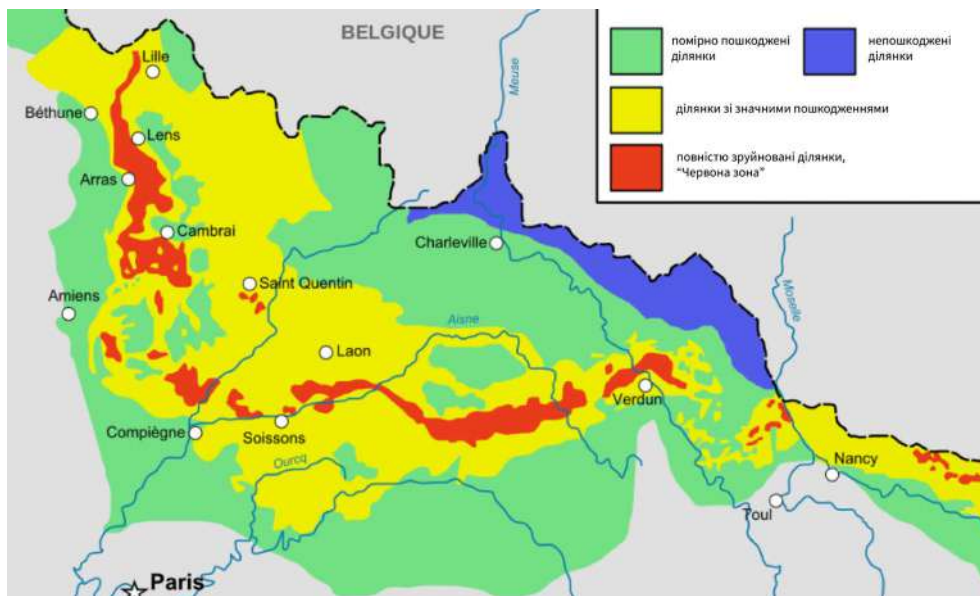 BELGIQUE
помірно пошкоджені
ділянки
непошкоджені
ділянки
ділянки зі значними пошкодженнями
повністю зруйновані ділянки,
“Червона зона”
Lille
Meuse
Béthune
Lens
Arras
Cambrai
Charleville
Saint Quentin
Amiens
Moselle
Aisne
Laon
Verdun
Compiègne
Soissons
Ourcq
Nancy
Toul
Paris